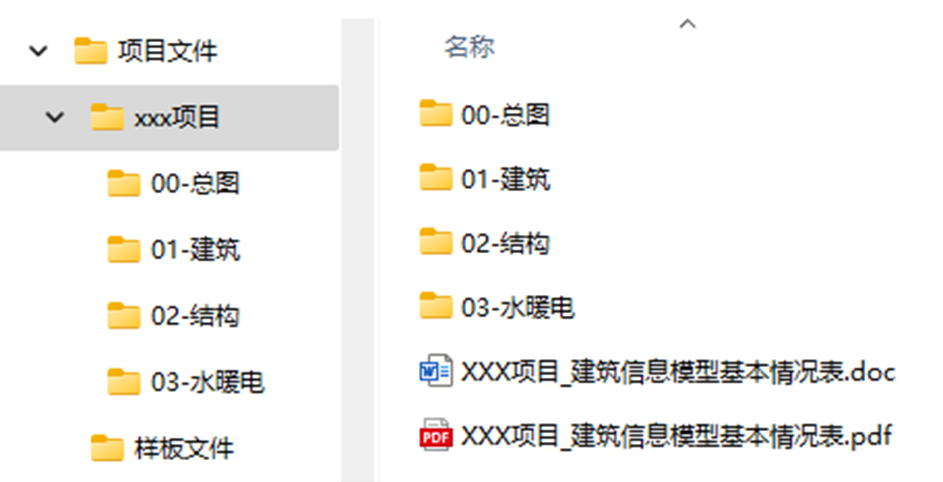 项目文件
xxx项目
00-总图
01-建筑
02-结构
03-水暖电
样板文件
名称
00-总图
01-建筑
02-结构
03-水暖电
XXX项目_建筑信息模型基本情况表.doc
XXX项目_建筑信息模型基本情况表.pdf